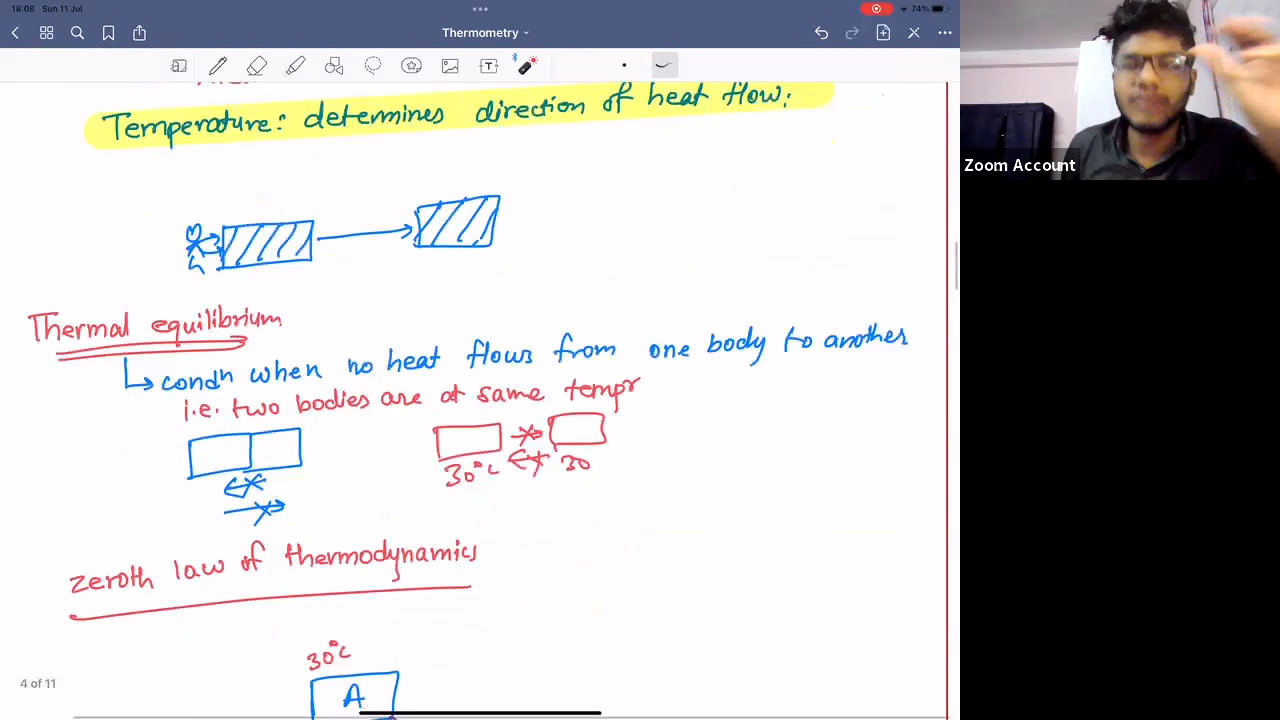 18:08 Sun 11 Jul
74%
Thermometry
Temperature: determines direction of heat flow.
Zoom Account
Thermal equilibrium
condn when no heat flows from one body to another
i.e. two bodies are at same tempr
30°C 30
zeroth law of thermodynamics
30°C
4 of 11
A